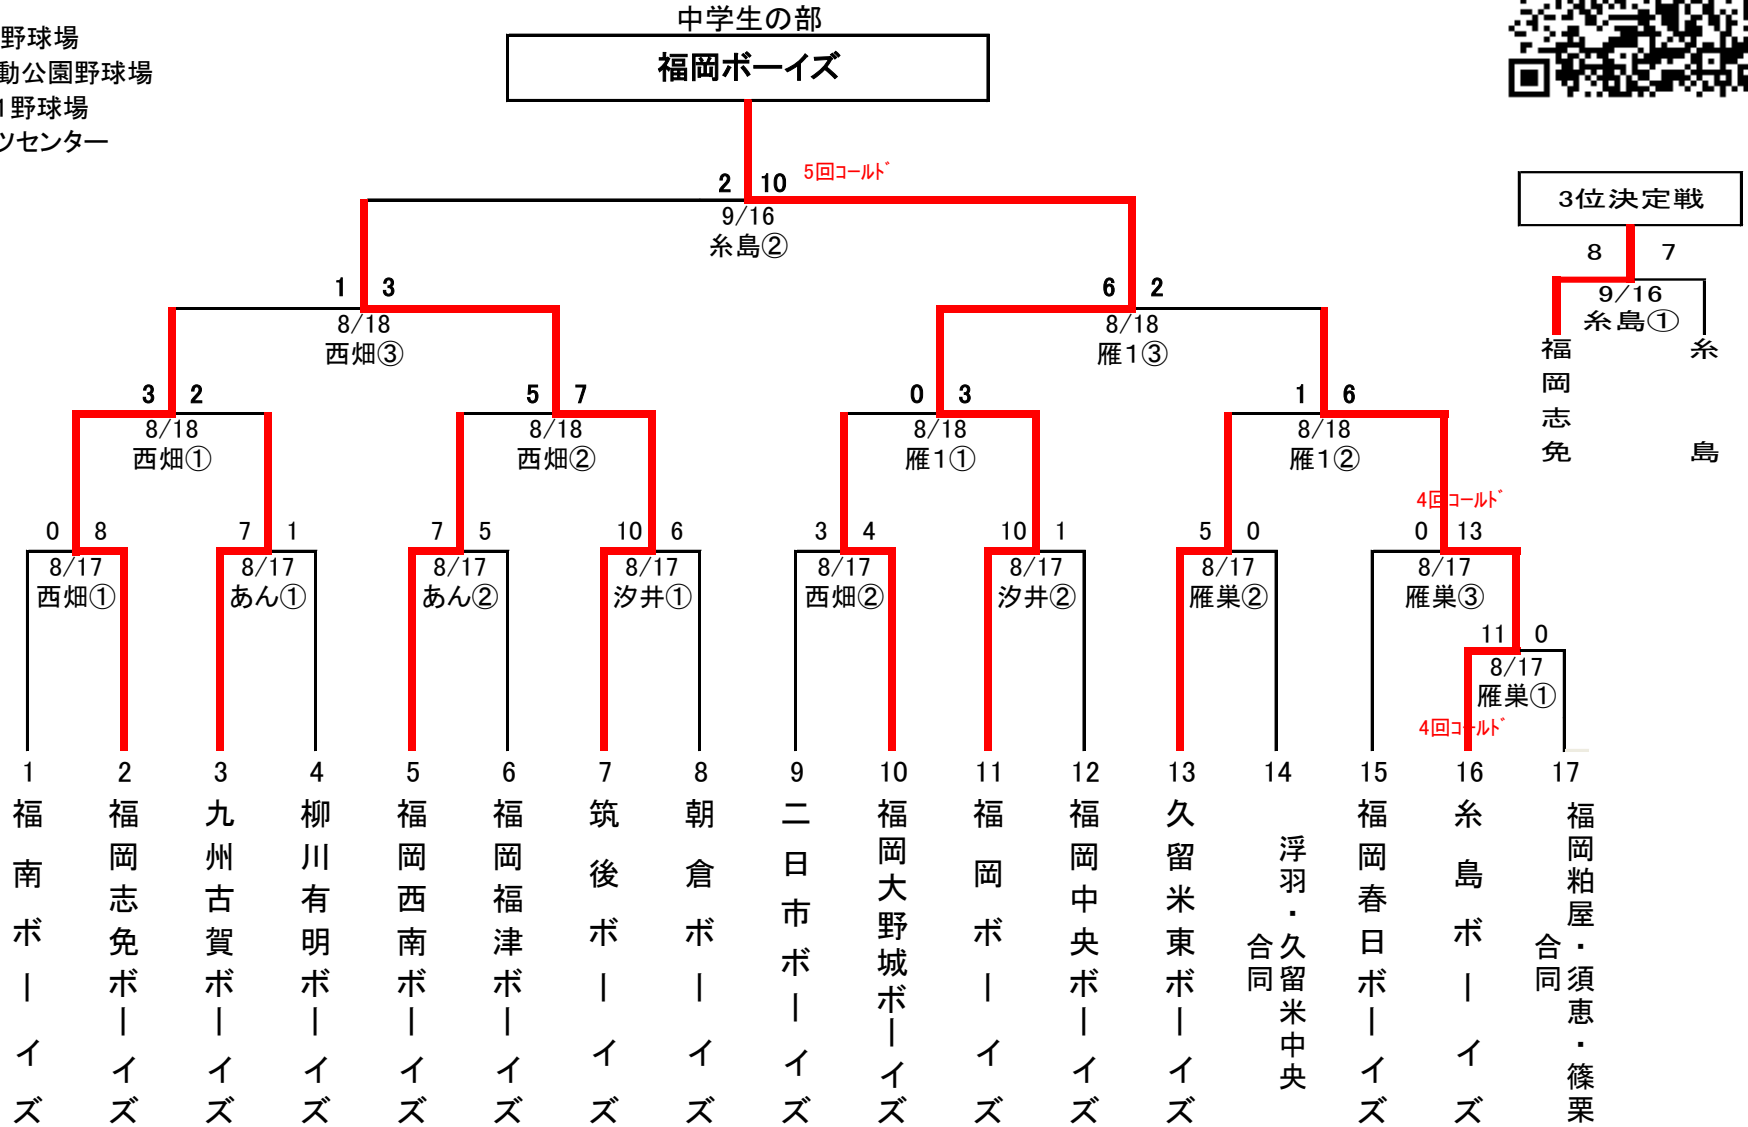 中学生の部
福岡ボーイズ
野球場
動公園野球場
1野球場
ツセンター
2 10 5回コールド
9/16
糸島②
3位決定戦
8 7
9/16
糸島①
福岡志免
糸島
1 3
8/18
西畑③
6 2
8/18
雁1③
3 2
8/18
西畑①
5 7
8/18
西畑②
0 3
8/18
雁1①
1 6
8/18
雁1②
4回コールド
0 8
8/17
西畑①
7 1
8/17
あん①
7 5
8/17
あん②
10 6
8/17
汐井①
3 4
8/17
西畑②
10 1
8/17
汐井②
5 0
8/17
雁巣②
0 13
8/17
雁巣③
11 0
8/17
雁巣①
4回コールド
1
福南ボーイズ
2
福岡志免ボーイズ
3
九州古賀ボーイズ
4
柳川有明ボーイズ
5
福岡西南ボーイズ
6
福岡福津ボーイズ
7
筑後ボーイズ
8
朝倉ボーイズ
9
二日市ボーイズ
10
福岡大野城ボーイズ
11
福岡ボーイズ
12
福岡中央ボーイズ
13
久留米東ボーイズ
14
浮羽・久留米中央
合同
15
福岡春日ボーイズ
16
糸島ボーイズ
17
福岡粕屋・須恵・篠栗
合同